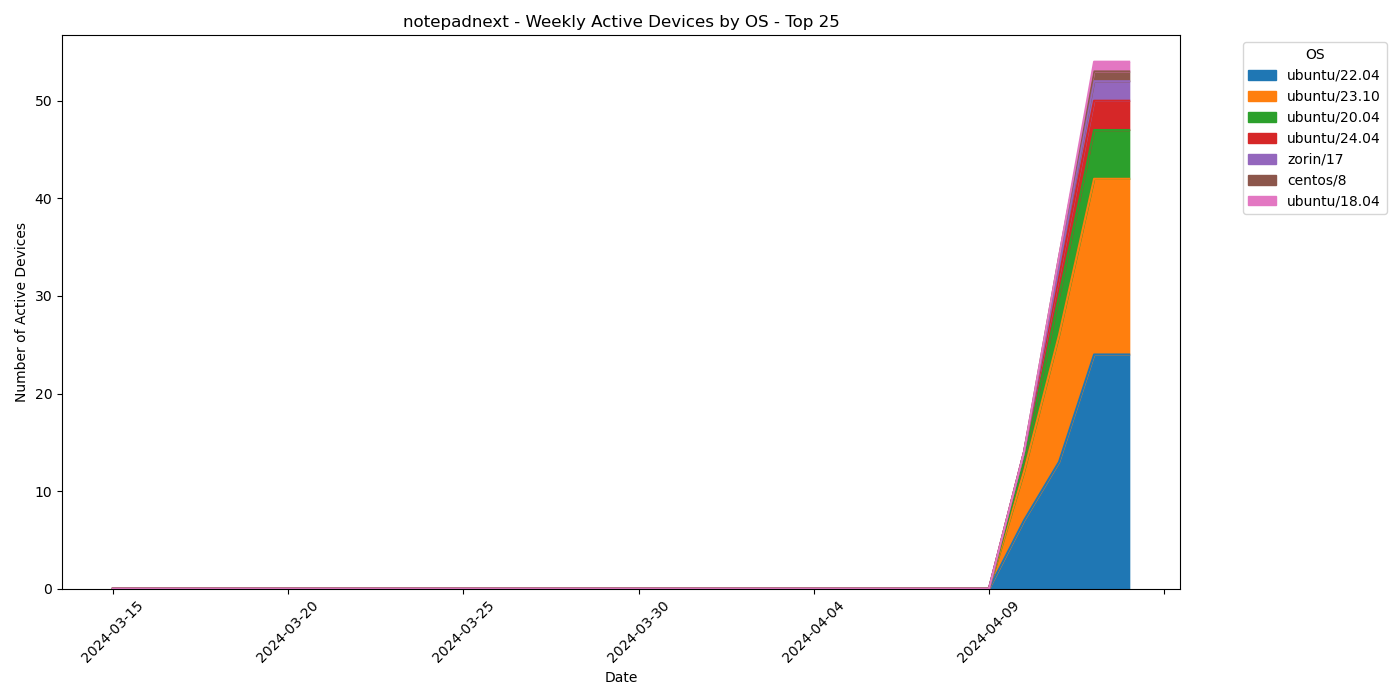 notepadnext - Weekly Active Devices by OS - Top 25
Number of Active Devices
50
40
30
20
10
0
2024-03-15
2024-03-20
2024-03-25
2024-03-30
2024-04-04
2024-04-09
Date
OS
ubuntu/22.04
ubuntu/23.10
ubuntu/20.04
ubuntu/24.04
zorin/17
centos/8
ubuntu/18.04